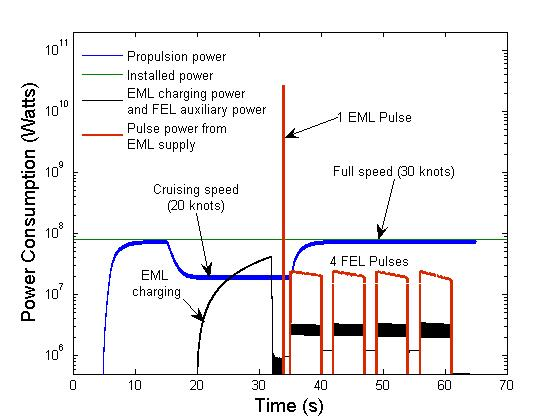 10^11
10^10
10^9
10^8
10^7
10^6
Power Consumption (Watts)
Propulsion power
Installed power
EML charging power
and FEL auxiliary power
Pulse power from
EML supply
1 EML Pulse
Cruising speed
(20 knots)
Full speed (30 knots)
EML
charging
4 FEL Pulses
0 10 20 30 40 50 60 70
Time (s)